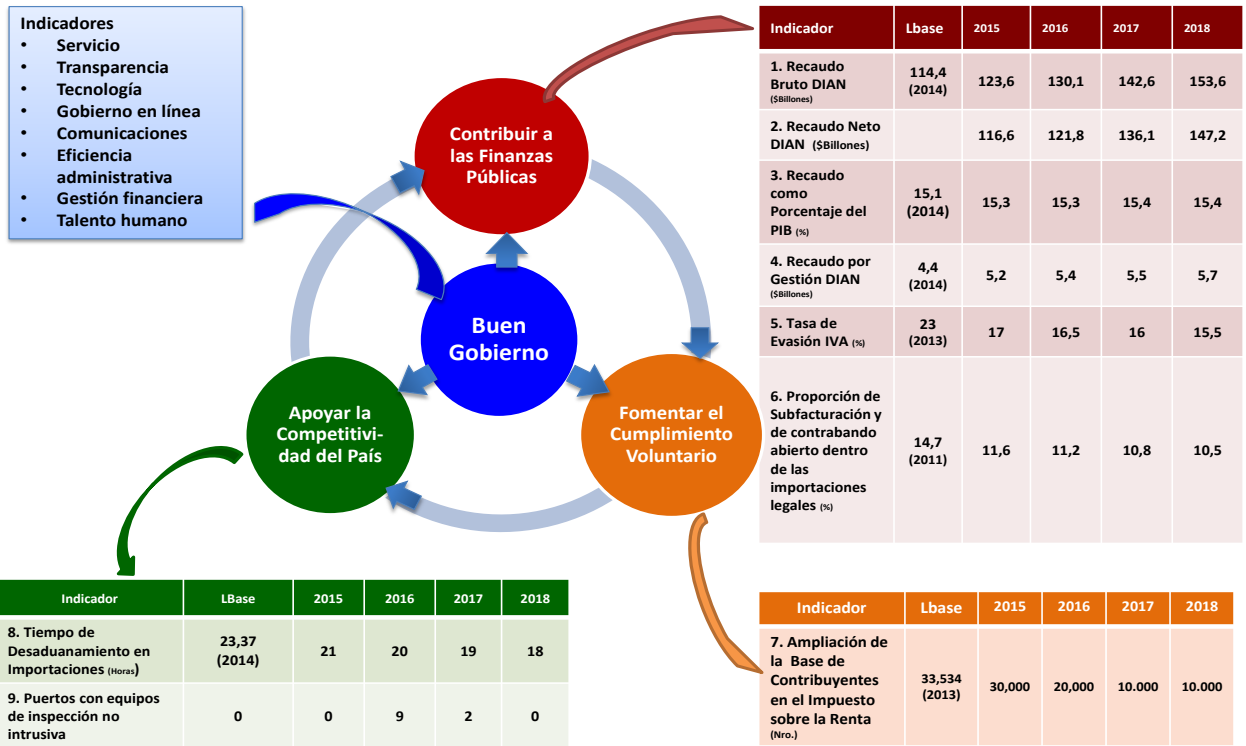 Indicadores
• Servicio
• Transparencia
• Tecnología
• Gobierno en línea
• Comunicaciones
• Eficiencia
administrativa
• Gestión financiera
• Talento humano
Contribuir a
las Finanzas
Públicas
Buen
Gobierno
Apoyar la
Competitivi-
dad del País
Fomentar el
Cumplimiento
Voluntario
Indicador Lbase 2015 2016 2017 2018
1. Recaudo
Bruto DIAN
($Billones)
114,4
(2014)
123,6 130,1 142,6 153,6
2. Recaudo Neto
DIAN ($Billones)
116,6 121,8 136,1 147,2
3. Recaudo
como
Porcentaje del
PIB (%)
15,1
(2014)
15,3 15,3 15,4 15,4
4. Recaudo por
Gestión DIAN
($Billones)
4,4
(2014)
5,2 5,4 5,5 5,7
5. Tasa de
Evasión IVA (%)
23
(2013)
17 16,5 16 15,5
6. Proporción de
Subfacturación y
de contrabando
abierto dentro
de las
importaciones
legales (%)
14,7
(2011)
11,6 11,2 10,8 10,5
Indicador LBase 2015 2016 2017 2018
8. Tiempo de
Desaduanamiento en
Importaciones (Horas)
23,37
(2014)
21 20 19 18
9. Puertos con equipos
de inspección no
intrusiva
0 0 9 2 0
Indicador Lbase 2015 2016 2017 2018
7. Ampliación de
la Base de
Contribuyentes
en el Impuesto
sobre la Renta
(Nro.)
33,534
(2013)
30,000 20,000 10.000 10.000